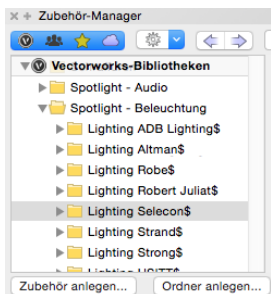 Zubehör-Manager
Vectorworks-Bibliotheken
Spotlight - Audio
Spotlight - Beleuchtung
Lighting ADB Lighting$
Lighting Altman$
Lighting Robe$
Lighting Robert Juliat$
Lighting Selecon$
Lighting Strand$
Lighting Strong$
Zubehör anlegen... Ordner anlegen...